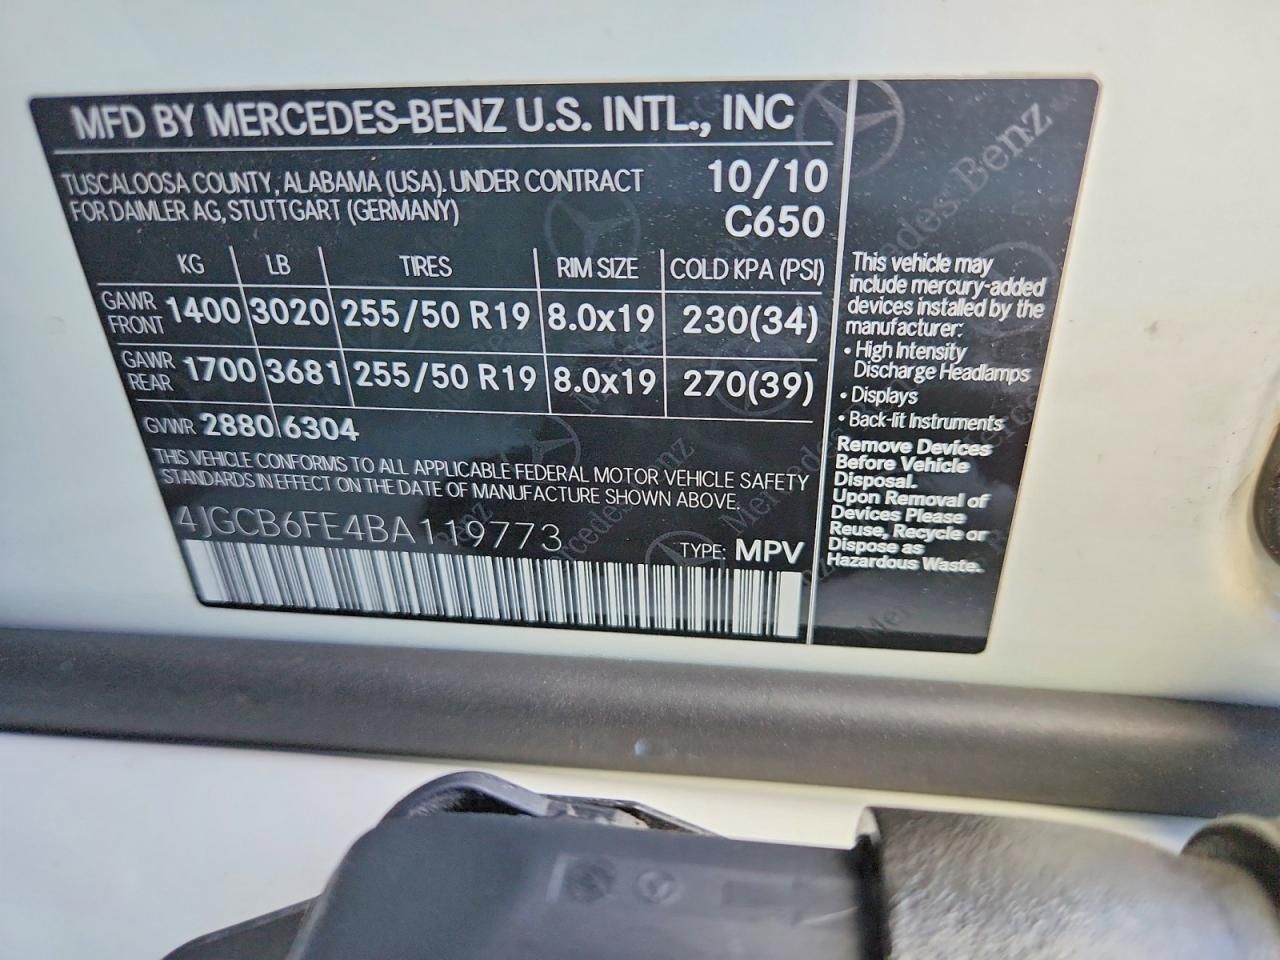 MFD BY MERCEDES-BENZ U.S. INTL., INC
TUSCALOOSA COUNTY, ALABAMA (USA). UNDER CONTRACT
FOR DAIMLER AG, STUTTGART (GERMANY)
10/10
C650
KG LB TIRES RIM SIZE COLD KPA (PSI)
GAWR FRONT 1400 3020 255/50 R19 8.0x19 230(34)
GAWR REAR 1700 3681 255/50 R19 8.0x19 270(39)
GVWR 2880 6304
THIS VEHICLE CONFORMS TO ALL APPLICABLE FEDERAL MOTOR VEHICLE SAFETY
STANDARDS IN EFFECT ON THE DATE OF MANUFACTURE SHOWN ABOVE.
4JGCB6FE4BA119773
TYPE: MPV
This vehicle may
include mercury-added
devices installed by the
manufacturer:
• High Intensity
Discharge Headlamps
• Displays
• Back-lit Instruments
Remove Devices
Before Vehicle
Disposal.
Upon Removal of
Devices Please
Reuse, Recycle or
Dispose as
Hazardous Waste.
Mercedes-Benz